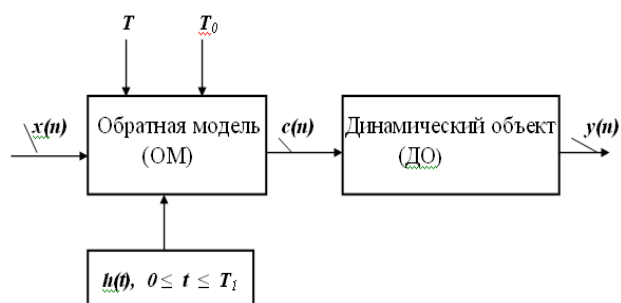 T T₀
x(n) Обратная модель c(n) Динамический объект y(n)
(ОМ) (ДО)
h(t), 0 ≤ t ≤ T₁